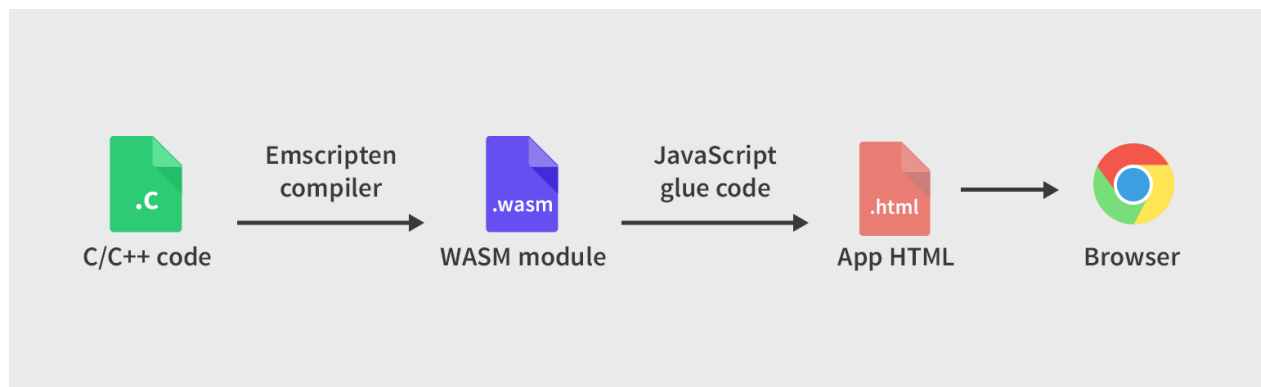 Emscripten
compiler
JavaScript
glue code
.c
.wasm
.html
C/C++ code
WASM module
App HTML
Browser